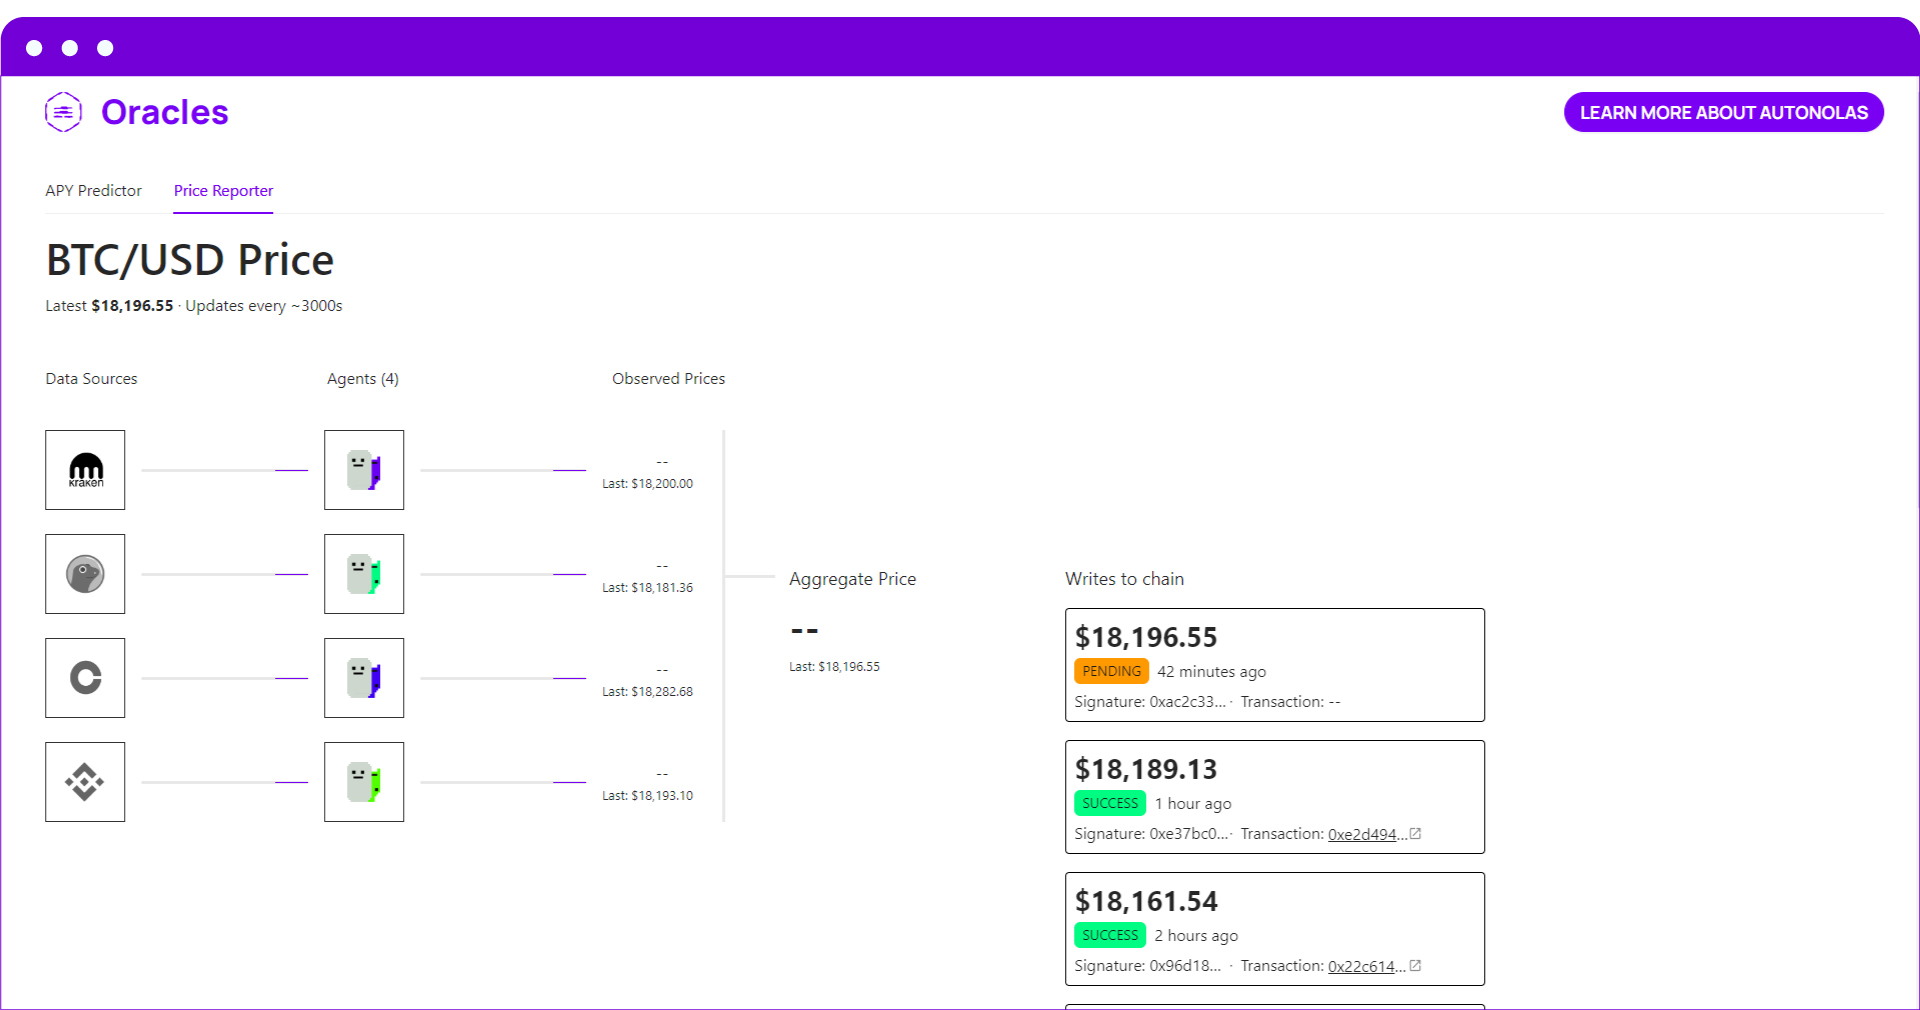 Oracles
LEARN MORE ABOUT AUTONOLAS
APY Predictor
Price Reporter
BTC/USD Price
Latest $18,196.55 · Updates every ~3000s
Data Sources
Agents (4)
Observed Prices
kraken
--
Last: $18,200.00
--
Last: $18,181.36
--
Last: $18,282.68
--
Last: $18,193.10
Aggregate Price
--
Last: $18,196.55
Writes to chain
$18,196.55
PENDING 42 minutes ago
Signature: 0xac2c33... · Transaction: --
$18,189.13
SUCCESS 1 hour ago
Signature: 0xe37bc0... · Transaction: 0xe2d494...
$18,161.54
SUCCESS 2 hours ago
Signature: 0x96d18... · Transaction: 0x22c614...